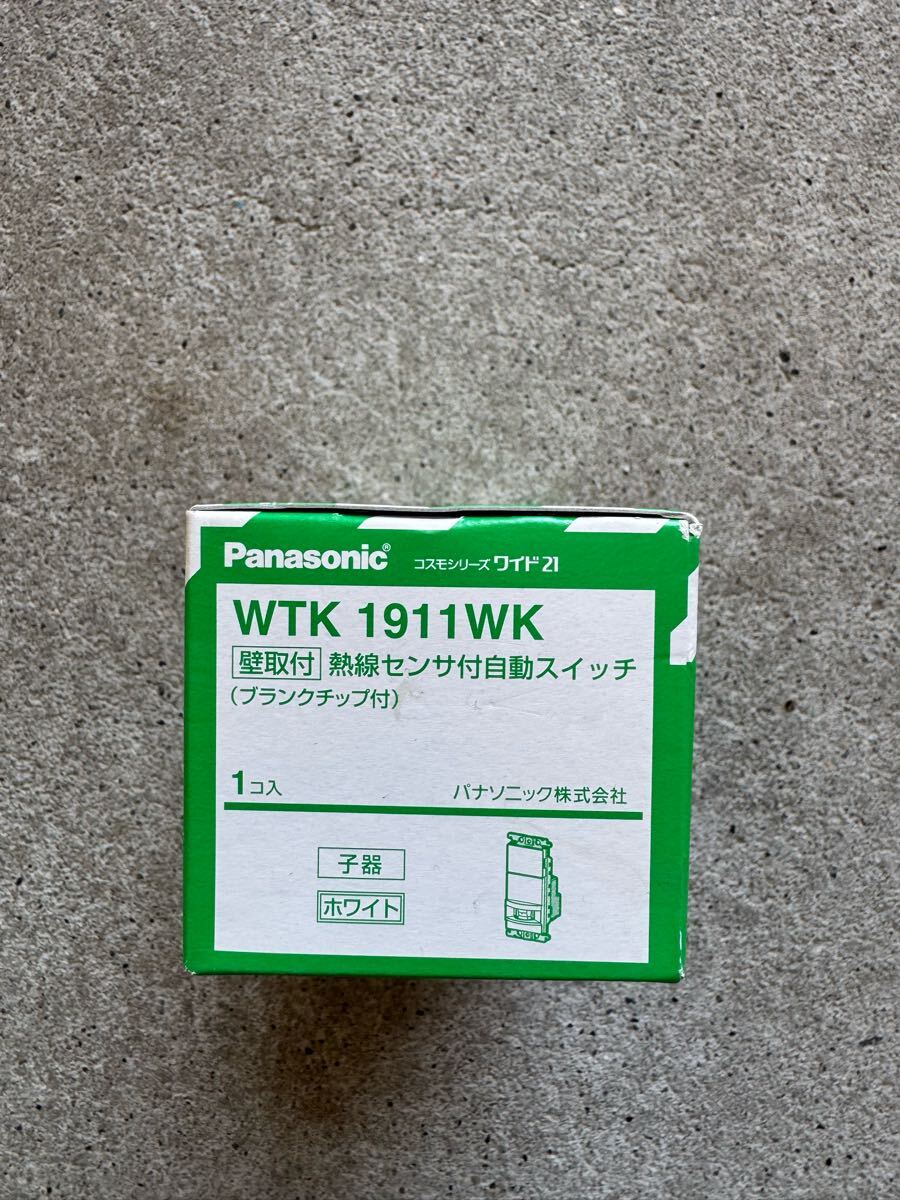 Panasonic® コスモシリーズ ワイド21
WTK 1911WK
壁取付 熱線センサ付自動スイッチ
(ブランクチップ付)
1コ入 パナソニック株式会社
子器
ホワイト